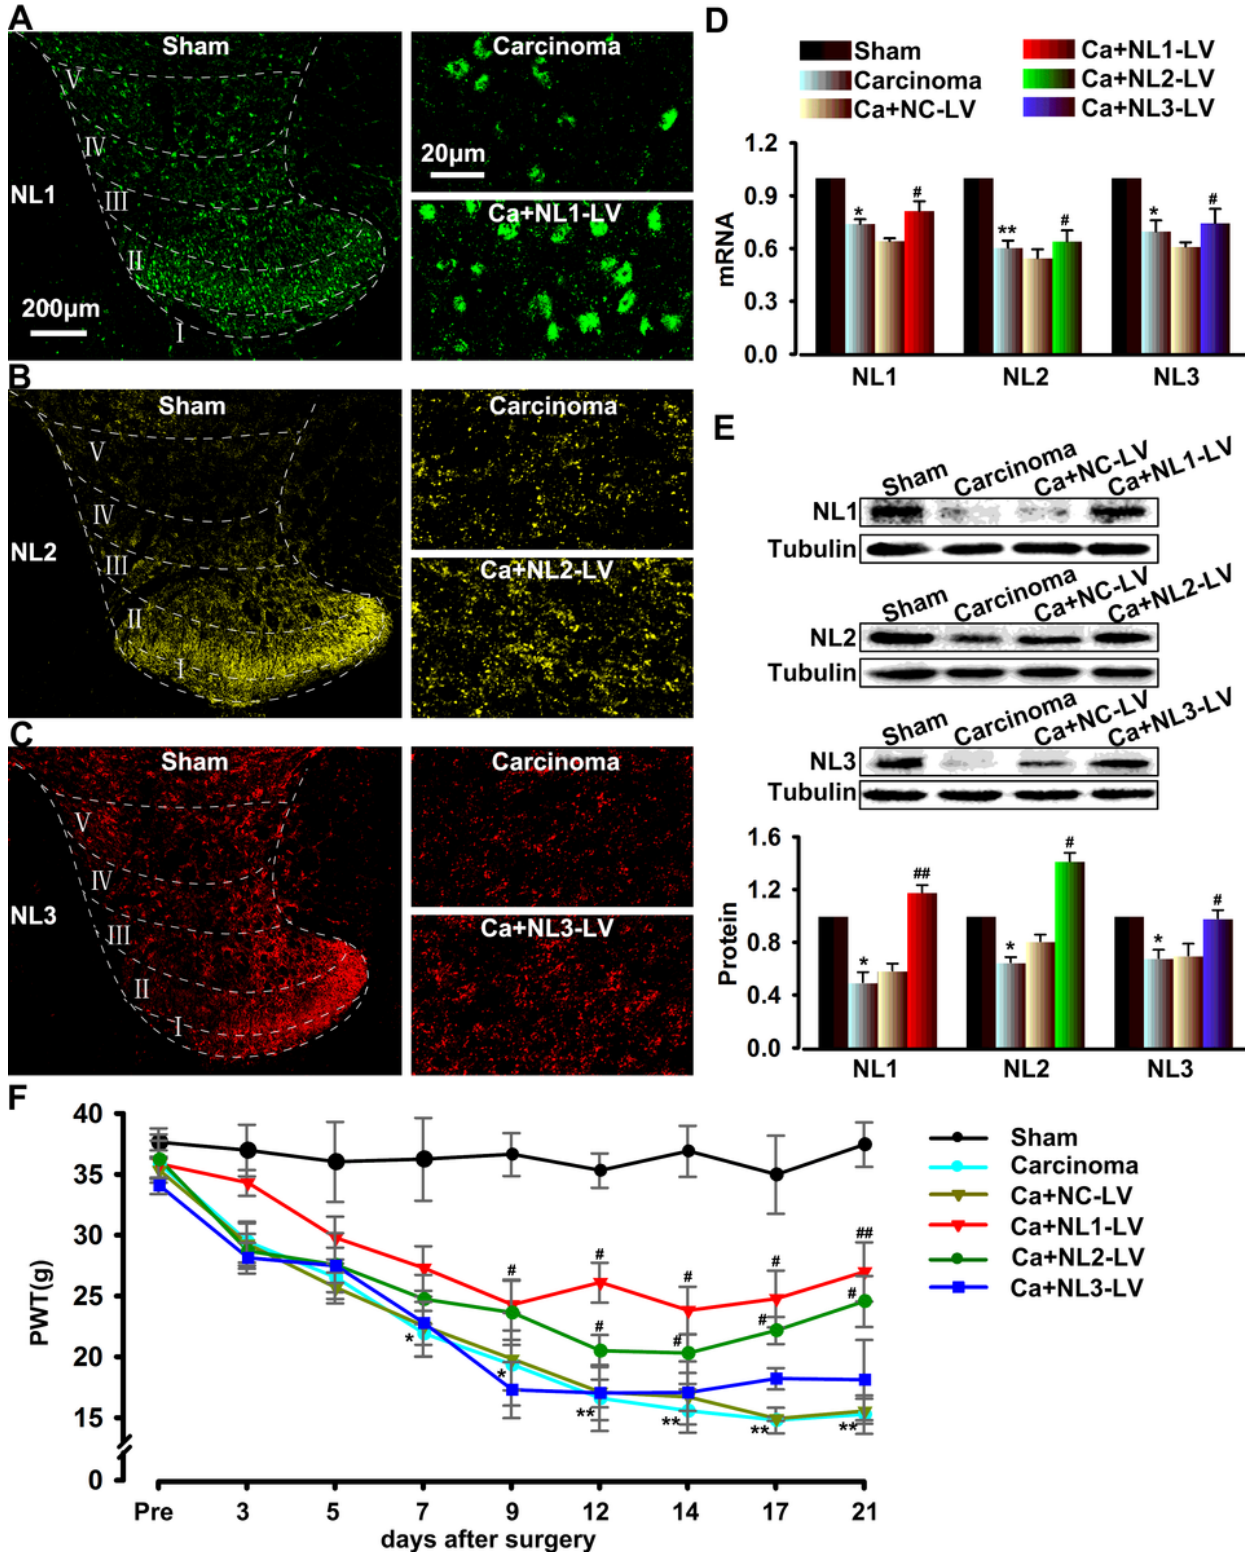 A
Sham
V
IV
III
II
I
NL1
200μm
Carcinoma
20μm
Ca+NL1-LV
B
Sham
V
IV
III
II
I
NL2
Carcinoma
Ca+NL2-LV
C
Sham
V
IV
III
II
I
NL3
Carcinoma
Ca+NL3-LV
D
Sham
Carcinoma
Ca+NC-LV
Ca+NL1-LV
Ca+NL2-LV
Ca+NL3-LV
mRNA
1.2
0.9
0.6
0.3
0.0
* # ** # * #
NL1 NL2 NL3
E
Sham Carcinoma Ca+NC-LV Ca+NL1-LV
NL1
Tubulin
Sham Carcinoma Ca+NC-LV Ca+NL2-LV
NL2
Tubulin
Sham Carcinoma Ca+NC-LV Ca+NL3-LV
NL3
Tubulin
Protein
1.6
1.2
0.8
0.4
0.0
* ## * # * #
NL1 NL2 NL3
F
PWT(g)
40
35
30
25
20
15
0
# # # # ##
# # # #
* * ** ** ** **
Pre 3 5 7 9 12 14 17 21
days after surgery
Sham
Carcinoma
Ca+NC-LV
Ca+NL1-LV
Ca+NL2-LV
Ca+NL3-LV